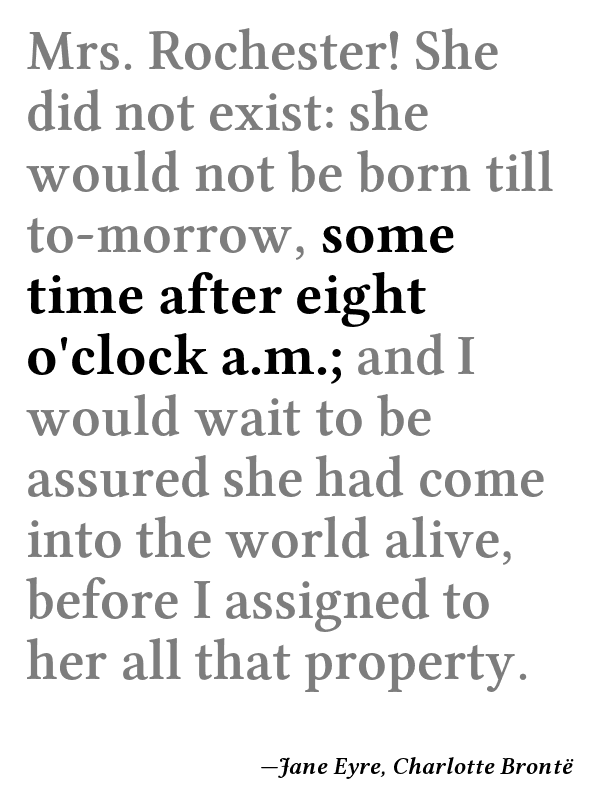 Mrs. Rochester! She
did not exist: she
would not be born till
to-morrow, some
time after eight
o'clock a.m.; and I
would wait to be
assured she had come
into the world alive,
before I assigned to
her all that property.
—Jane Eyre, Charlotte Brontë